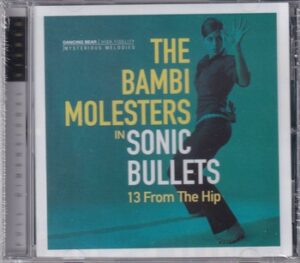 DANCING BEAR | HIGH FIDELITY
MYSTERIOUS MELODIES
THE
BAMBI
MOLESTERS
IN SONIC
BULLETS
13 From The Hip